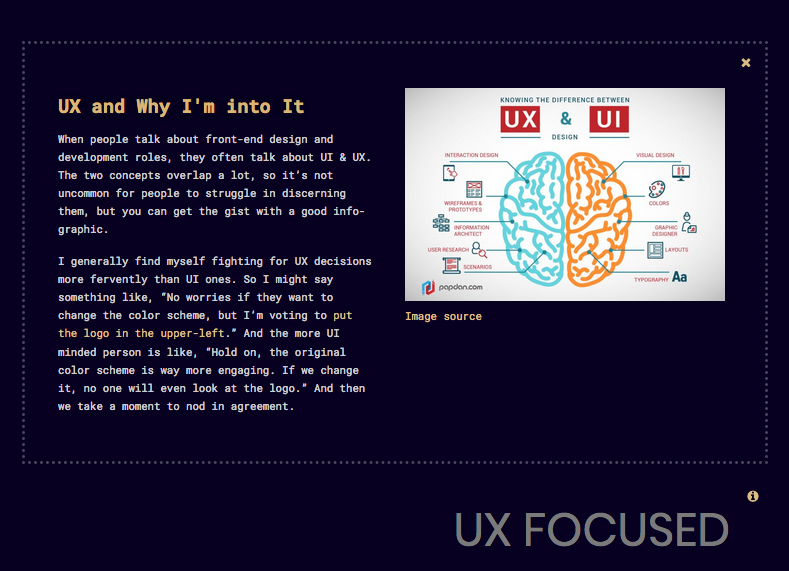 UX and Why I'm into It
When people talk about front-end design and
development roles, they often talk about UI & UX.
The two concepts overlap a lot, so it's not
uncommon for people to struggle in discerning
them, but you can get the gist with a good info-
graphic.
I generally find myself fighting for UX decisions
more fervently than UI ones. So I might say
something like, "No worries if they want to
change the color scheme, but I'm voting to put
the logo in the upper-left." And the more UI
minded person is like, "Hold on, the original
color scheme is way more engaging. If we change
it, no one will even look at the logo." And then
we take a moment to nod in agreement.
KNOWING THE DIFFERENCE BETWEEN
UX & UI
DESIGN
INTERACTION DESIGN
WIREFRAMES &
PROTOTYPES
INFORMATION
ARCHITECT
USER RESEARCH
SCENARIOS
VISUAL DESIGN
COLORS
GRAPHIC
DESIGNER
LAYOUTS
TYPOGRAPHY Aa
papdan.com
Image source
UX FOCUSED